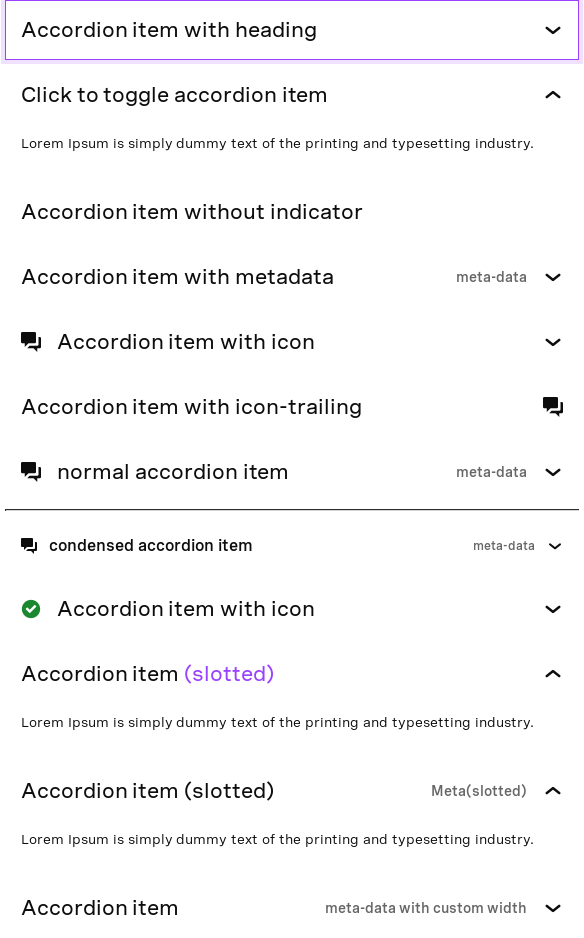 Accordion item with heading
Click to toggle accordion item
Lorem Ipsum is simply dummy text of the printing and typesetting industry.
Accordion item without indicator
Accordion item with metadata meta-data
Accordion item with icon
Accordion item with icon-trailing
normal accordion item meta-data
condensed accordion item meta-data
Accordion item with icon
Accordion item (slotted)
Lorem Ipsum is simply dummy text of the printing and typesetting industry.
Accordion item (slotted) Meta(slotted)
Lorem Ipsum is simply dummy text of the printing and typesetting industry.
Accordion item meta-data with custom width